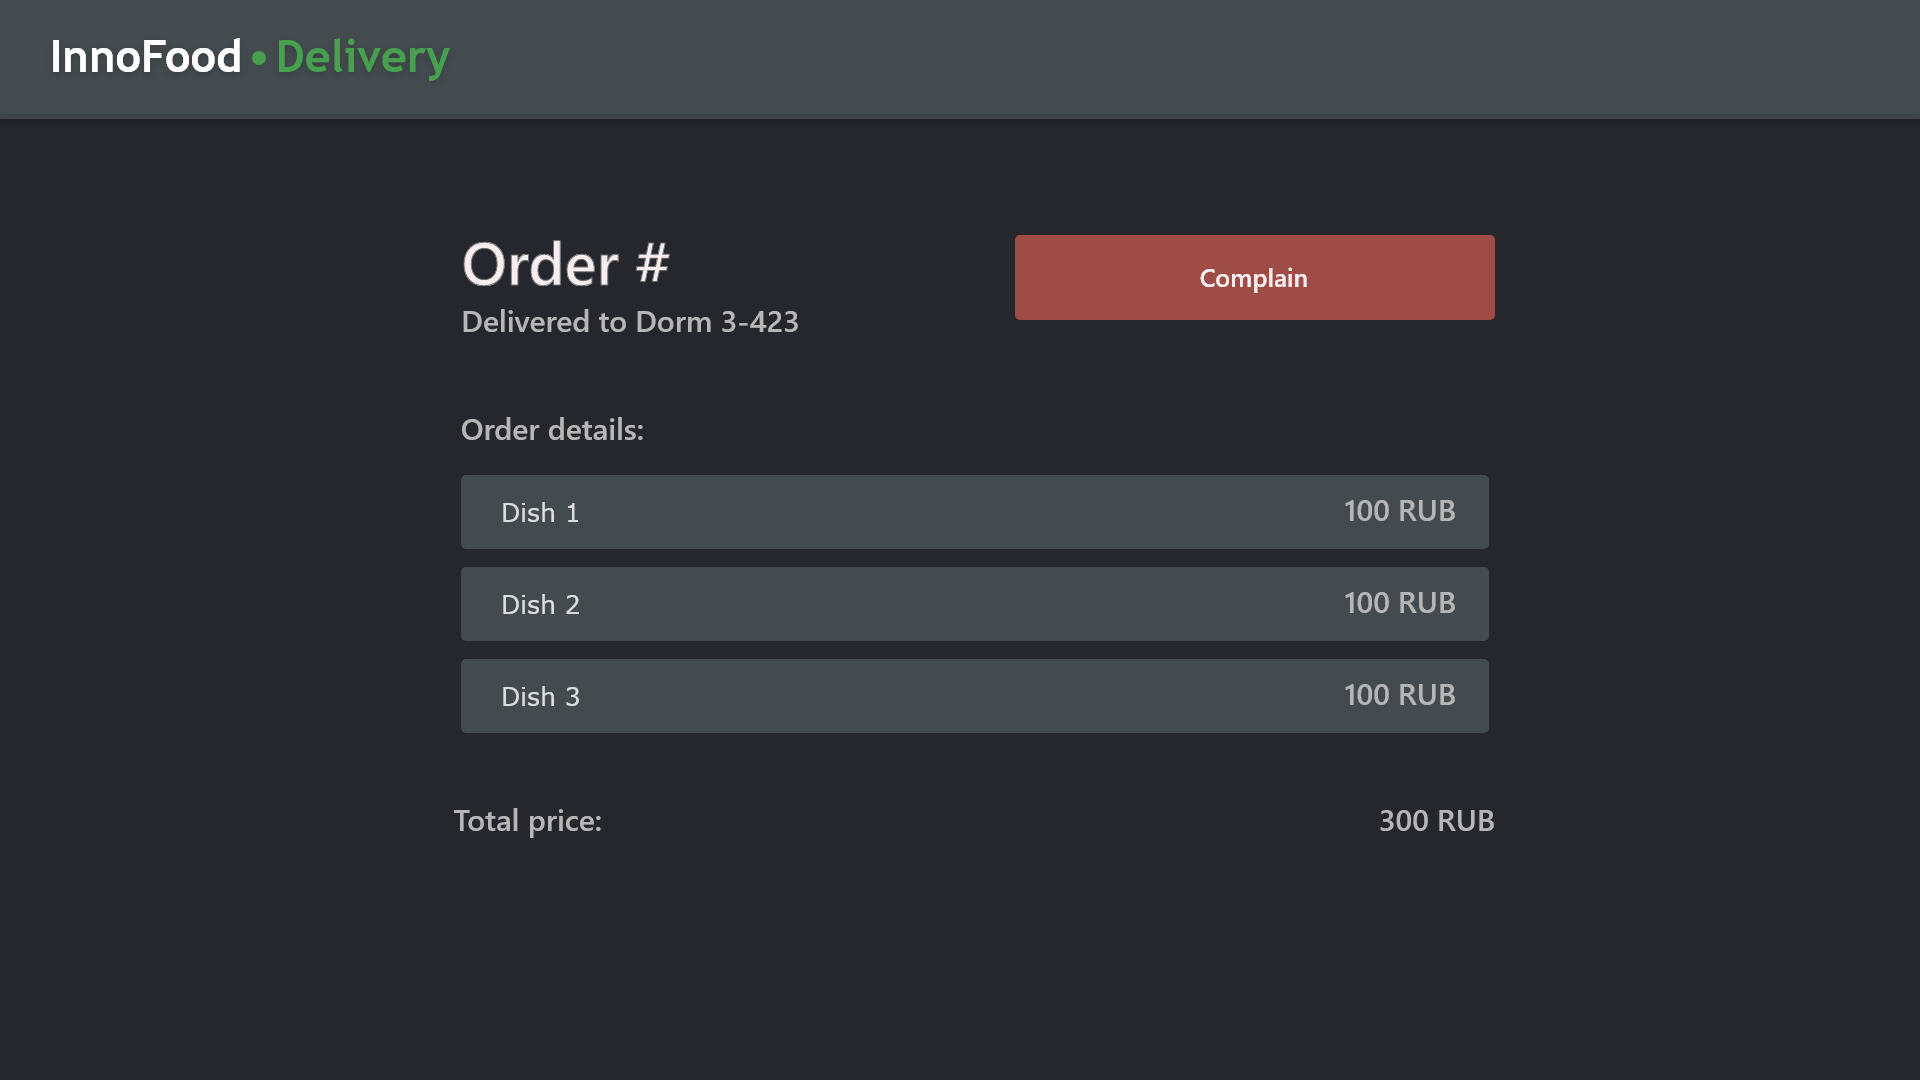 InnoFood • Delivery
Order #
Complain
Delivered to Dorm 3-423
Order details:
Dish 1 100 RUB
Dish 2 100 RUB
Dish 3 100 RUB
Total price: 300 RUB